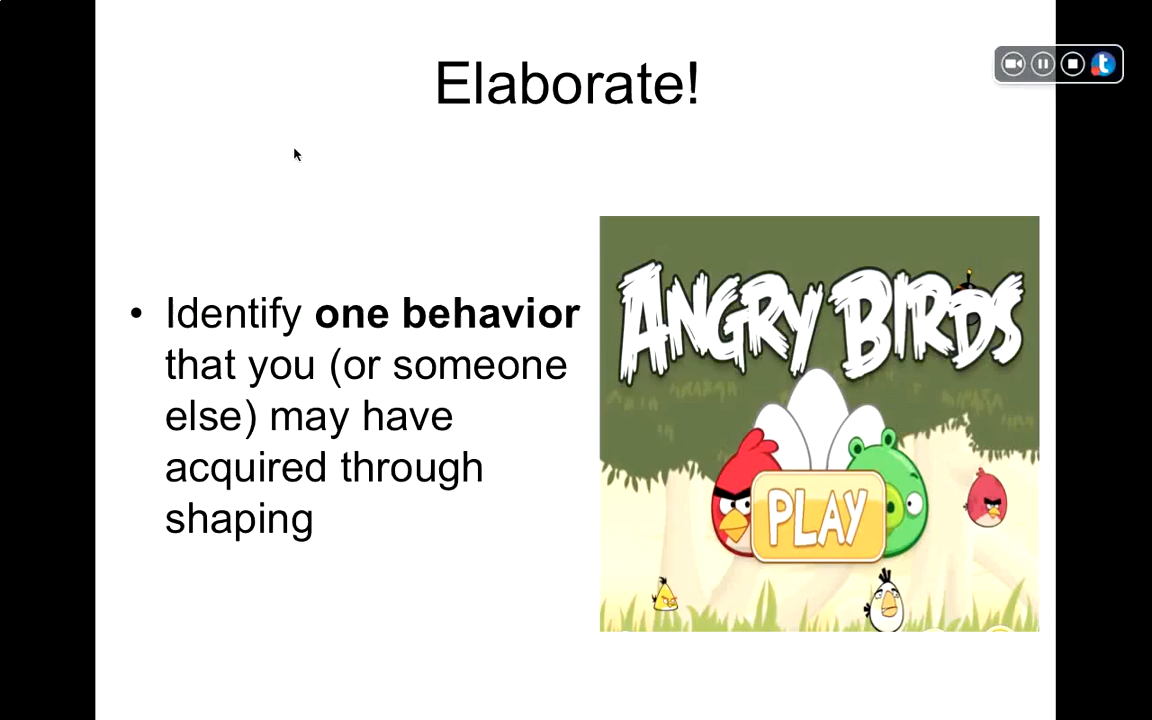 Elaborate!
• Identify one behavior
that you (or someone
else) may have
acquired through
shaping
ANGRY BIRDS
PLAY
t